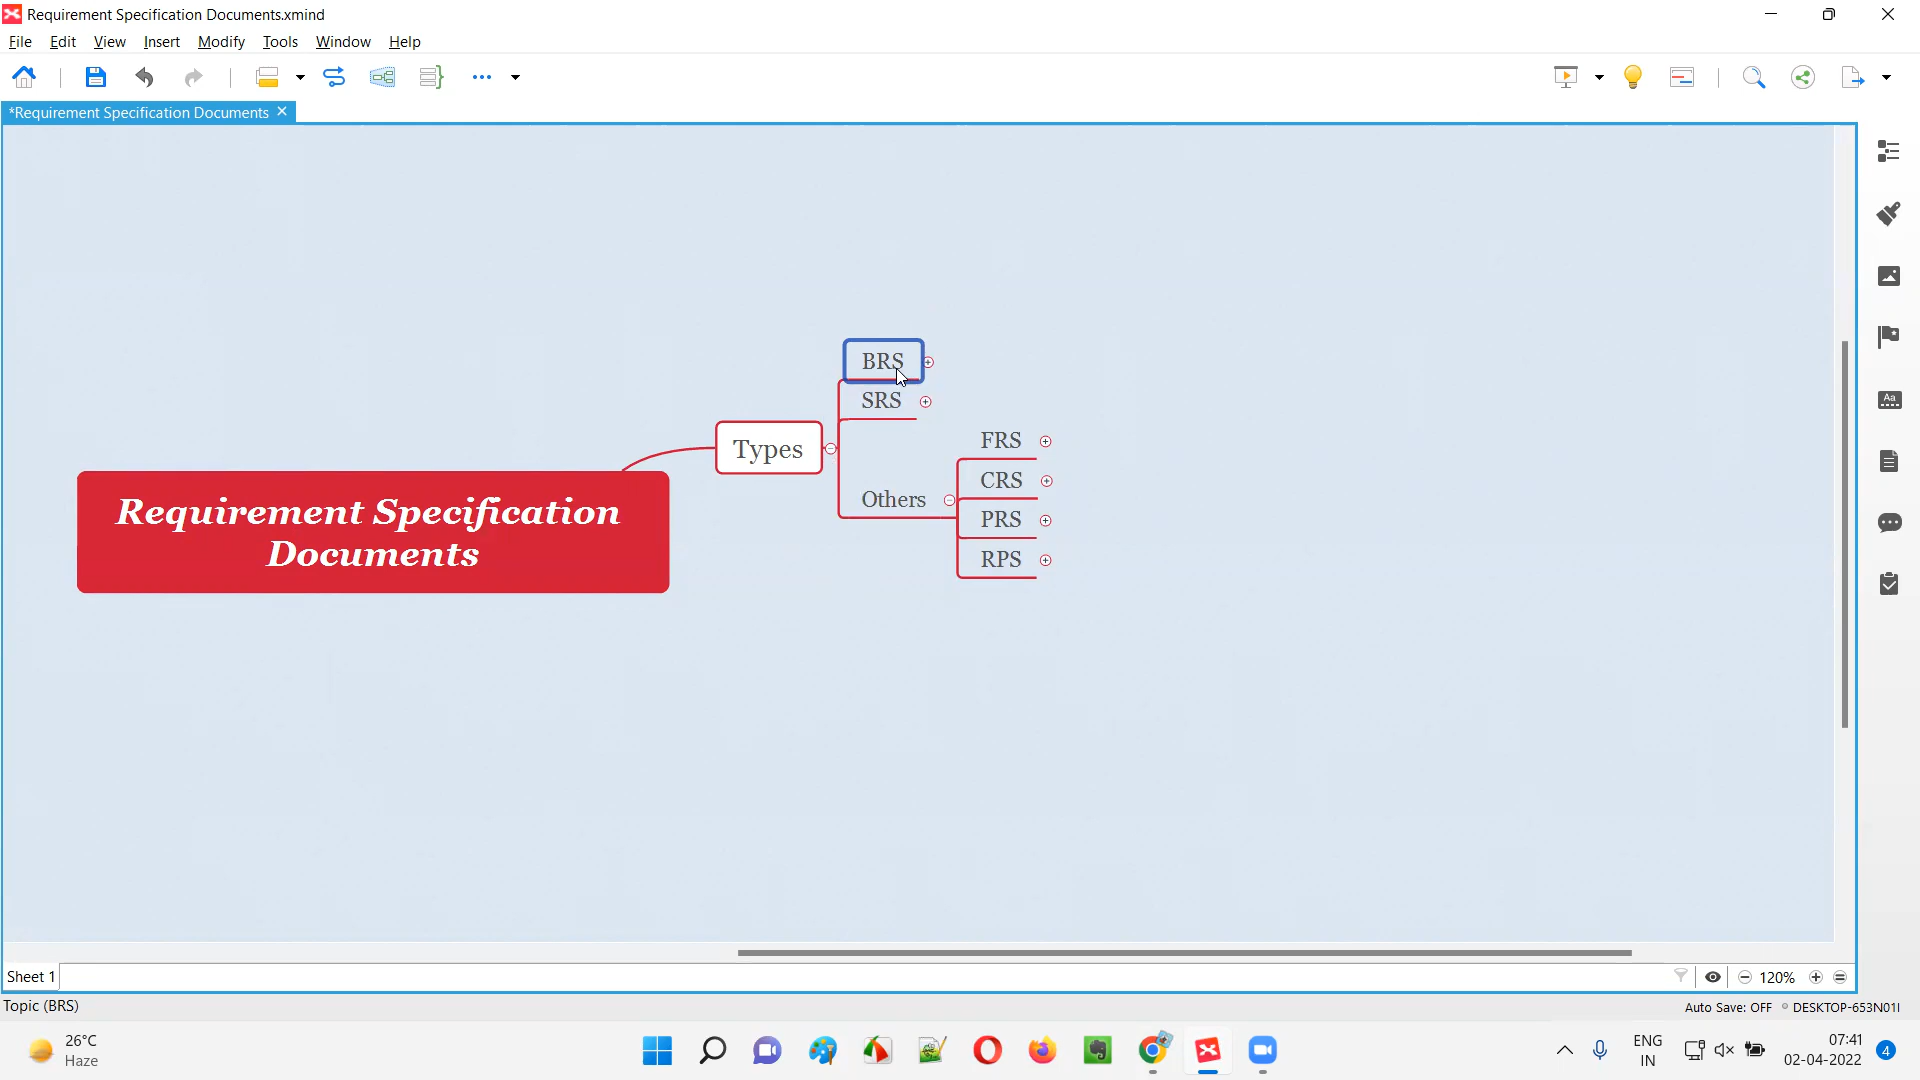 Requirement Specification Documents.xmind
File Edit View Insert Modify Tools Window Help
*Requirement Specification Documents
Aa
BRS
SRS
Types
FRS
CRS
Others
PRS
RPS
Requirement Specification
Documents
Sheet 1
120%
Topic (BRS)
Auto Save: OFF DESKTOP-653N01I
26°C
Haze
ENG
IN
07:41
02-04-2022
4